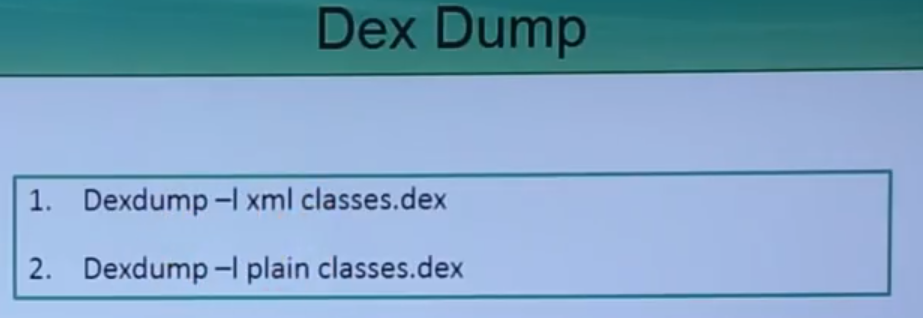 Dex Dump
1. Dexdump –l xml classes.dex
2. Dexdump –l plain classes.dex